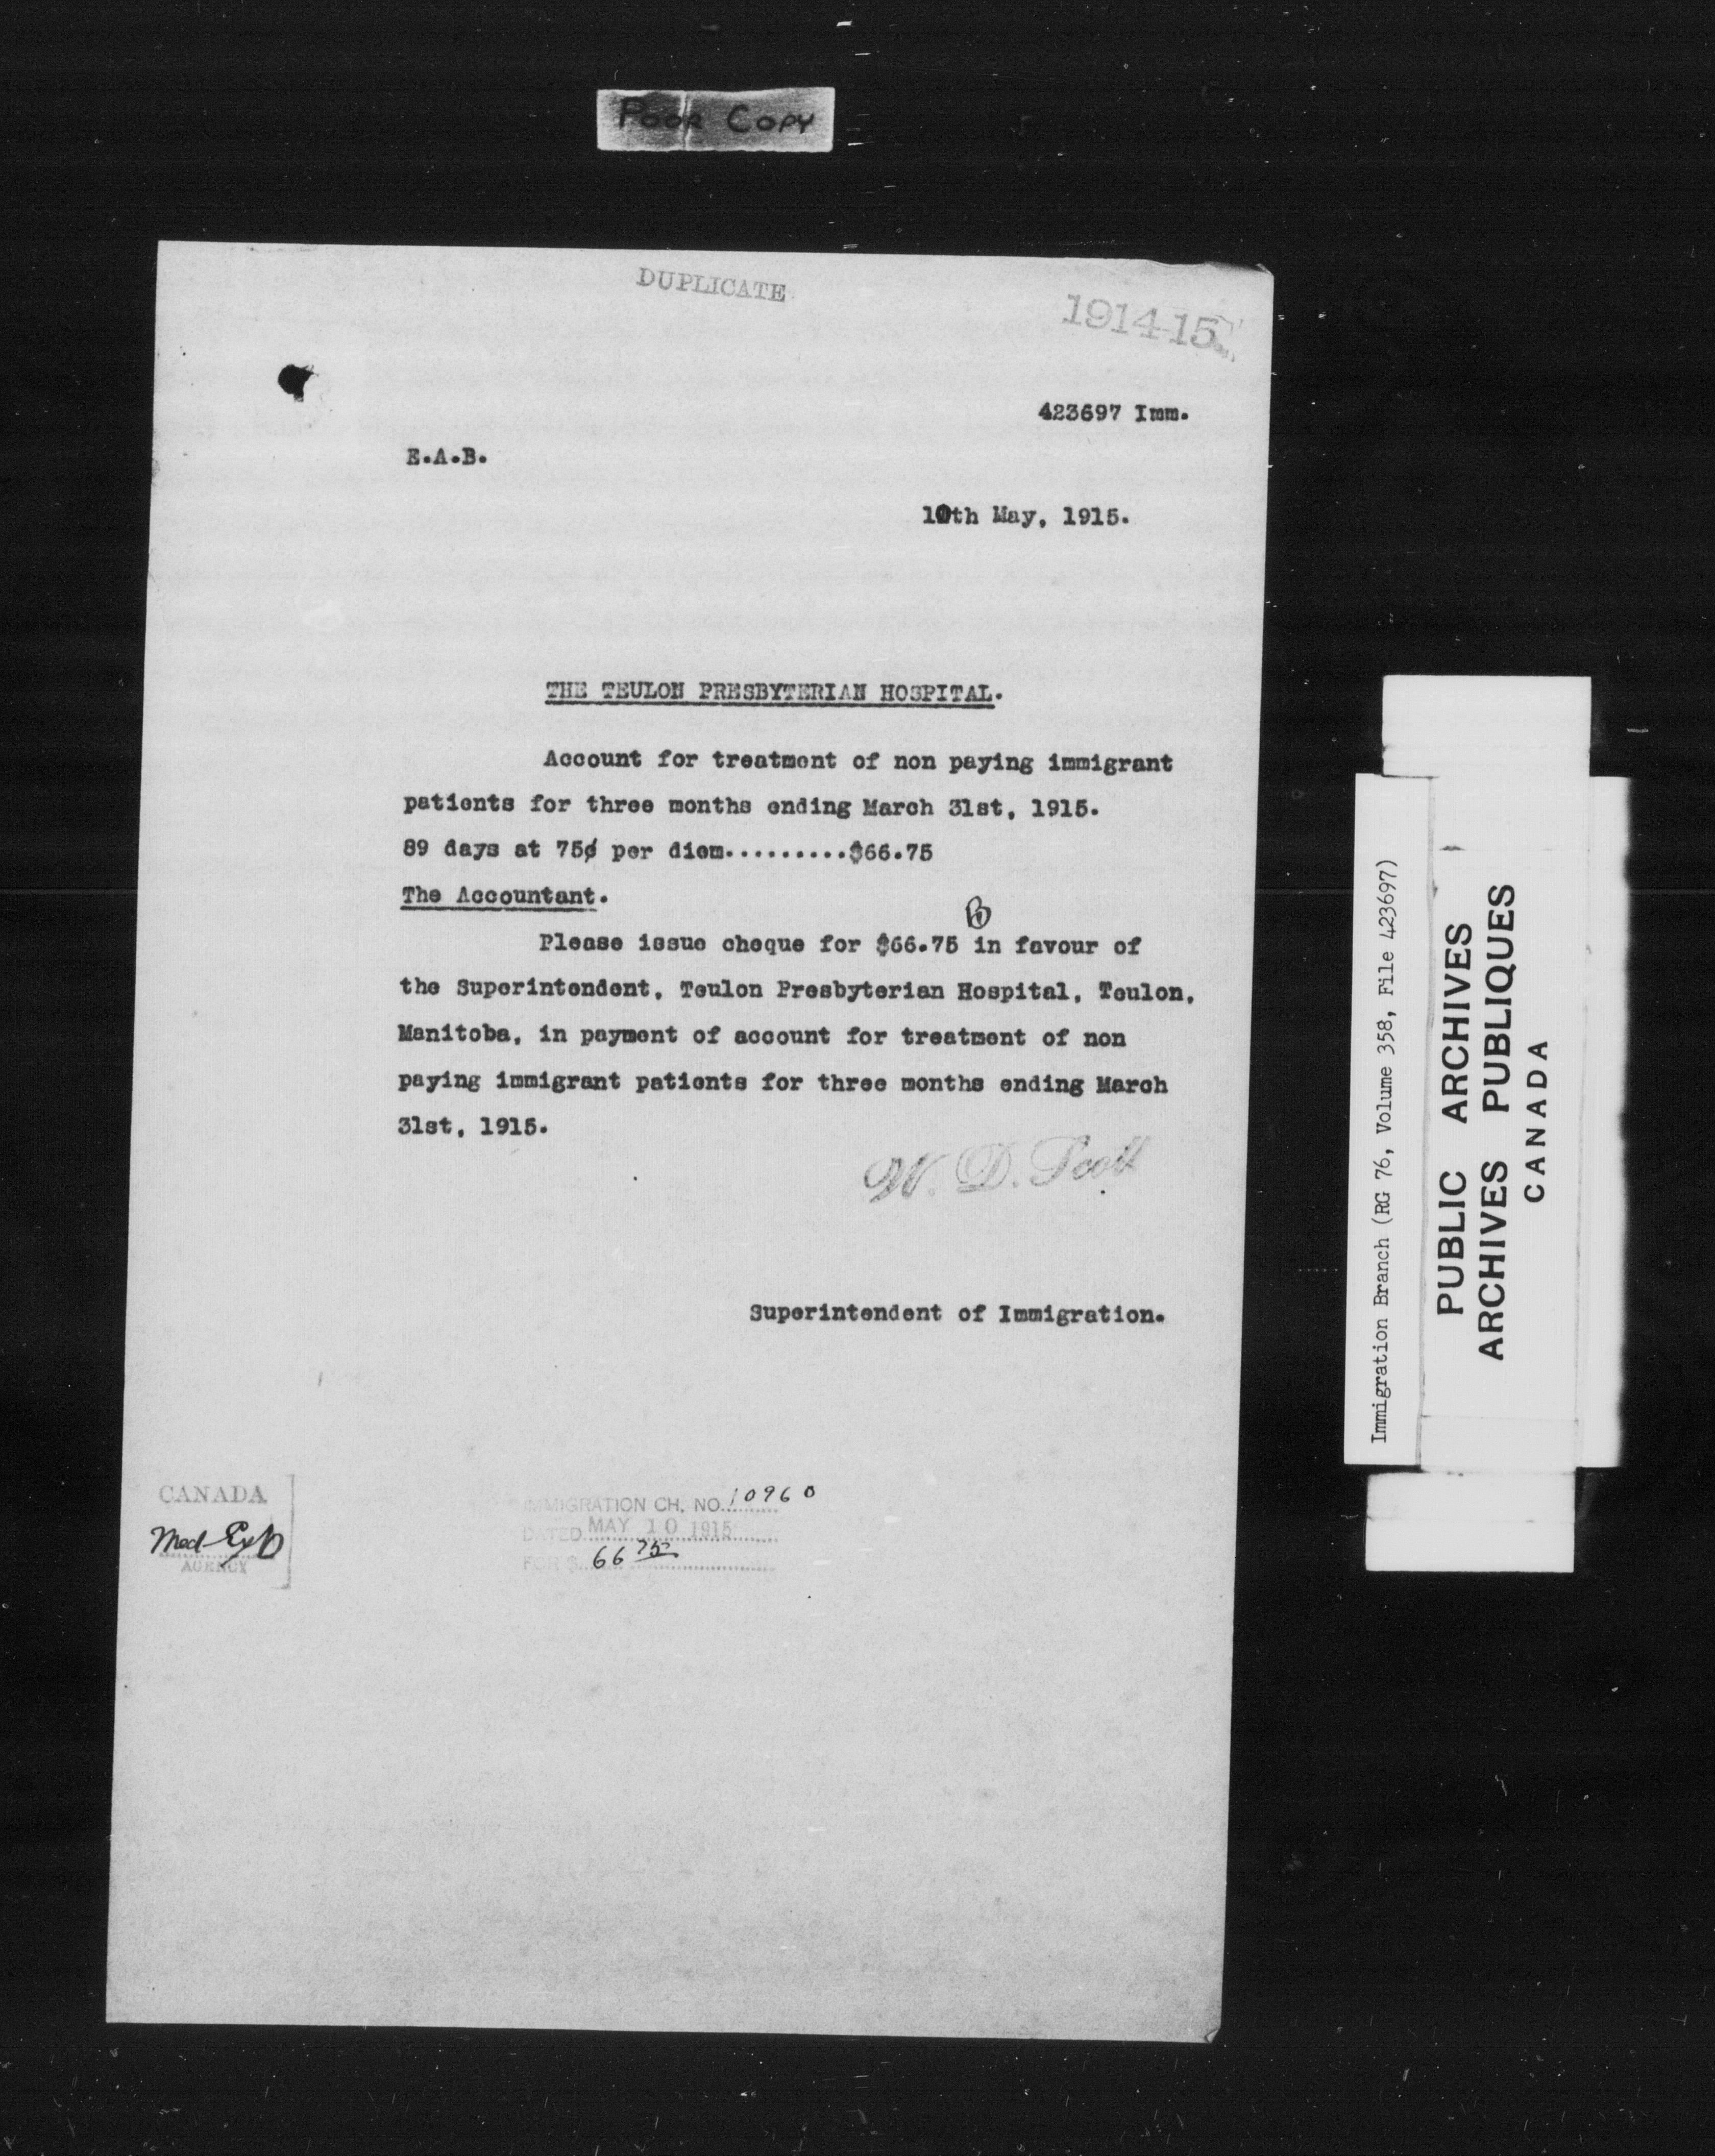 POOR COPY
DUPLICATE
1914-15
423697 Imm.
E.A.B.
10th May, 1915.
THE TEULON PRESBYTERIAN HOSPITAL.
Account for treatment of non paying immigrant
patients for three months ending March 31st, 1915.
89 days at 75¢ per diem..........$66.75
The Accountant.
B
Please issue cheque for $66.75 in favour of
the Superintendent, Teulon Presbyterian Hospital, Teulon,
Manitoba, in payment of account for treatment of non
paying immigrant patients for three months ending March
31st, 1915.
W. D. Scott
Superintendent of Immigration.
CANADA
Med Exp
AGENCY
IMMIGRATION CH. NO. 10960
DATED MAY 10 1915
FOR $ 66 75
Immigration Branch (RG 76, Volume 358, File 423697)
PUBLIC ARCHIVES
ARCHIVES PUBLIQUES
CANADA